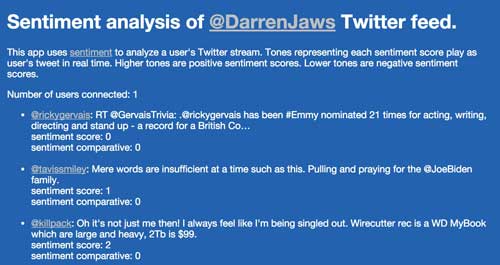 Sentiment analysis of @DarrenJaws Twitter feed.
This app uses sentiment to analyze a user's Twitter stream. Tones representing each sentiment score play as
user's tweet in real time. Higher tones are positive sentiment scores. Lower tones are negative sentiment
scores.
Number of users connected: 1
• @rickygervais: RT @GervaisTrivia: .@rickygervais has been #Emmy nominated 21 times for acting, writing,
directing and stand up - a record for a British Co…
sentiment score: 0
sentiment comparative: 0
• @tavissmiley: Mere words are insufficient at a time such as this. Pulling and praying for the @JoeBiden
family.
sentiment score: 1
sentiment comparative: 0
• @killpack: Oh it's not just me then! I always feel like I'm being singled out. Wirecutter rec is a WD MyBook
which are large and heavy, 2Tb is $99.
sentiment score: 2
sentiment comparative: 0